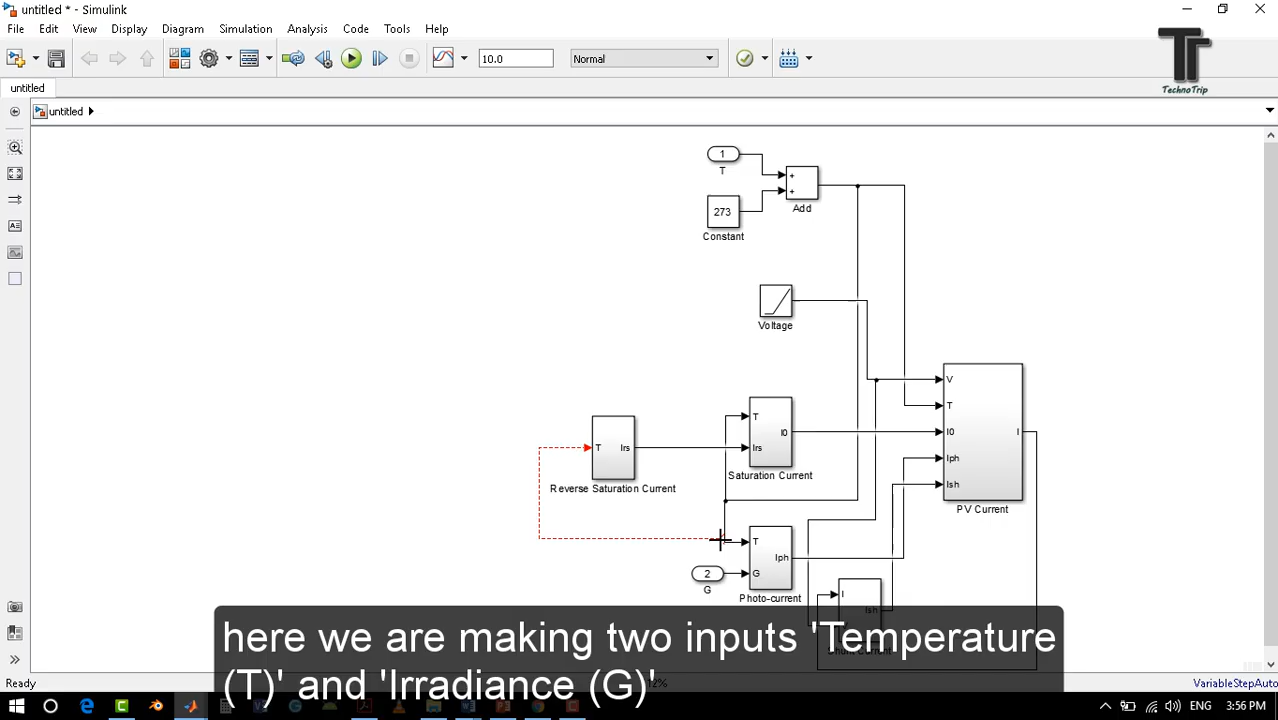 untitled * - Simulink
File Edit View Display Diagram Simulation Analysis Code Tools Help
10.0 Normal
TechnoTrip
untitled
untitled
1
T
273
Constant
+
+
Add
Voltage
T Irs
Reverse Saturation Current
T
Irs
I0
Saturation Current
T
G
Iph
Photo-current
2
G
V
T
I0
Iph
Ish
I
PV Current
I
Ish
here we are making two inputs 'Temperature
(T)' and 'Irradiance (G)'
Ready
VariableStepAuto
ENG 3:56 PM